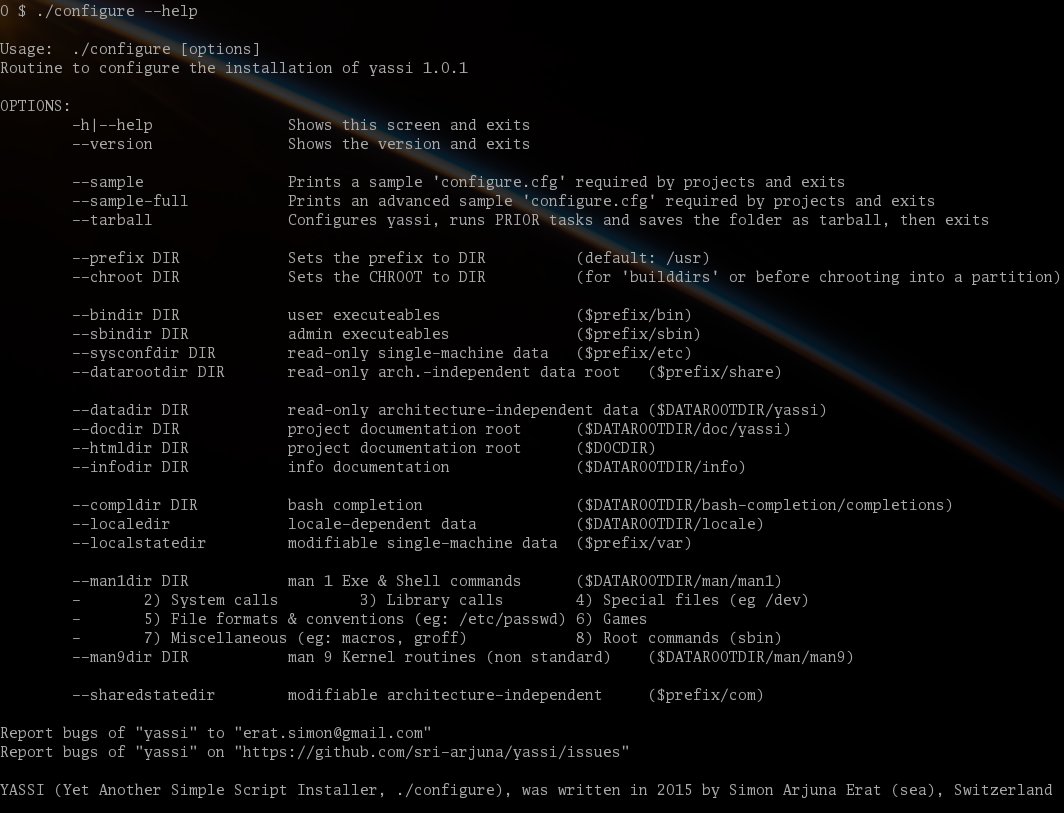 0 $ ./configure --help
Usage:  ./configure [options]
Routine to configure the installation of yassi 1.0.1
OPTIONS:
        -h|--help               Shows this screen and exits
        --version               Shows the version and exits
        --sample                Prints a sample 'configure.cfg' required by projects and exits
        --sample-full           Prints an advanced sample 'configure.cfg' required by projects and exits
        --tarball               Configures yassi, runs PRIOR tasks and saves the folder as tarball, then exits
        --prefix DIR            Sets the prefix to DIR          (default: /usr)
        --chroot DIR            Sets the CHROOT to DIR          (for 'builddirs' or before chrooting into a partition)
        --bindir DIR            user executeables               ($prefix/bin)
        --sbindir DIR           admin executeables              ($prefix/sbin)
        --sysconfdir DIR        read-only single-machine data   ($prefix/etc)
        --datarootdir DIR       read-only arch.-independent data root   ($prefix/share)
        --datadir DIR           read-only architecture-independent data ($DATAROOTDIR/yassi)
        --docdir DIR            project documentation root      ($DATAROOTDIR/doc/yassi)
        --htmldir DIR           project documentation root      ($DOCDIR)
        --infodir DIR           info documentation              ($DATAROOTDIR/info)
        --compldir DIR          bash completion                 ($DATAROOTDIR/bash-completion/completions)
        --localedir             locale-dependent data           ($DATAROOTDIR/locale)
        --localstatedir         modifiable single-machine data  ($prefix/var)
        --man1dir DIR           man 1 Exe & Shell commands      ($DATAROOTDIR/man/man1)
        -       2) System calls         3) Library calls        4) Special files (eg /dev)
        -       5) File formats & conventions (eg: /etc/passwd) 6) Games
        -       7) Miscellaneous (eg: macros, groff)            8) Root commands (sbin)
        --man9dir DIR           man 9 Kernel routines (non standard)    ($DATAROOTDIR/man/man9)
        --sharedstatedir        modifiable architecture-independent     ($prefix/com)
Report bugs of "yassi" to "erat.simon@gmail.com"
Report bugs of "yassi" on "https://github.com/sri-arjuna/yassi/issues"
YASSI (Yet Another Simple Script Installer, ./configure), was written in 2015 by Simon Arjuna Erat (sea), Switzerland